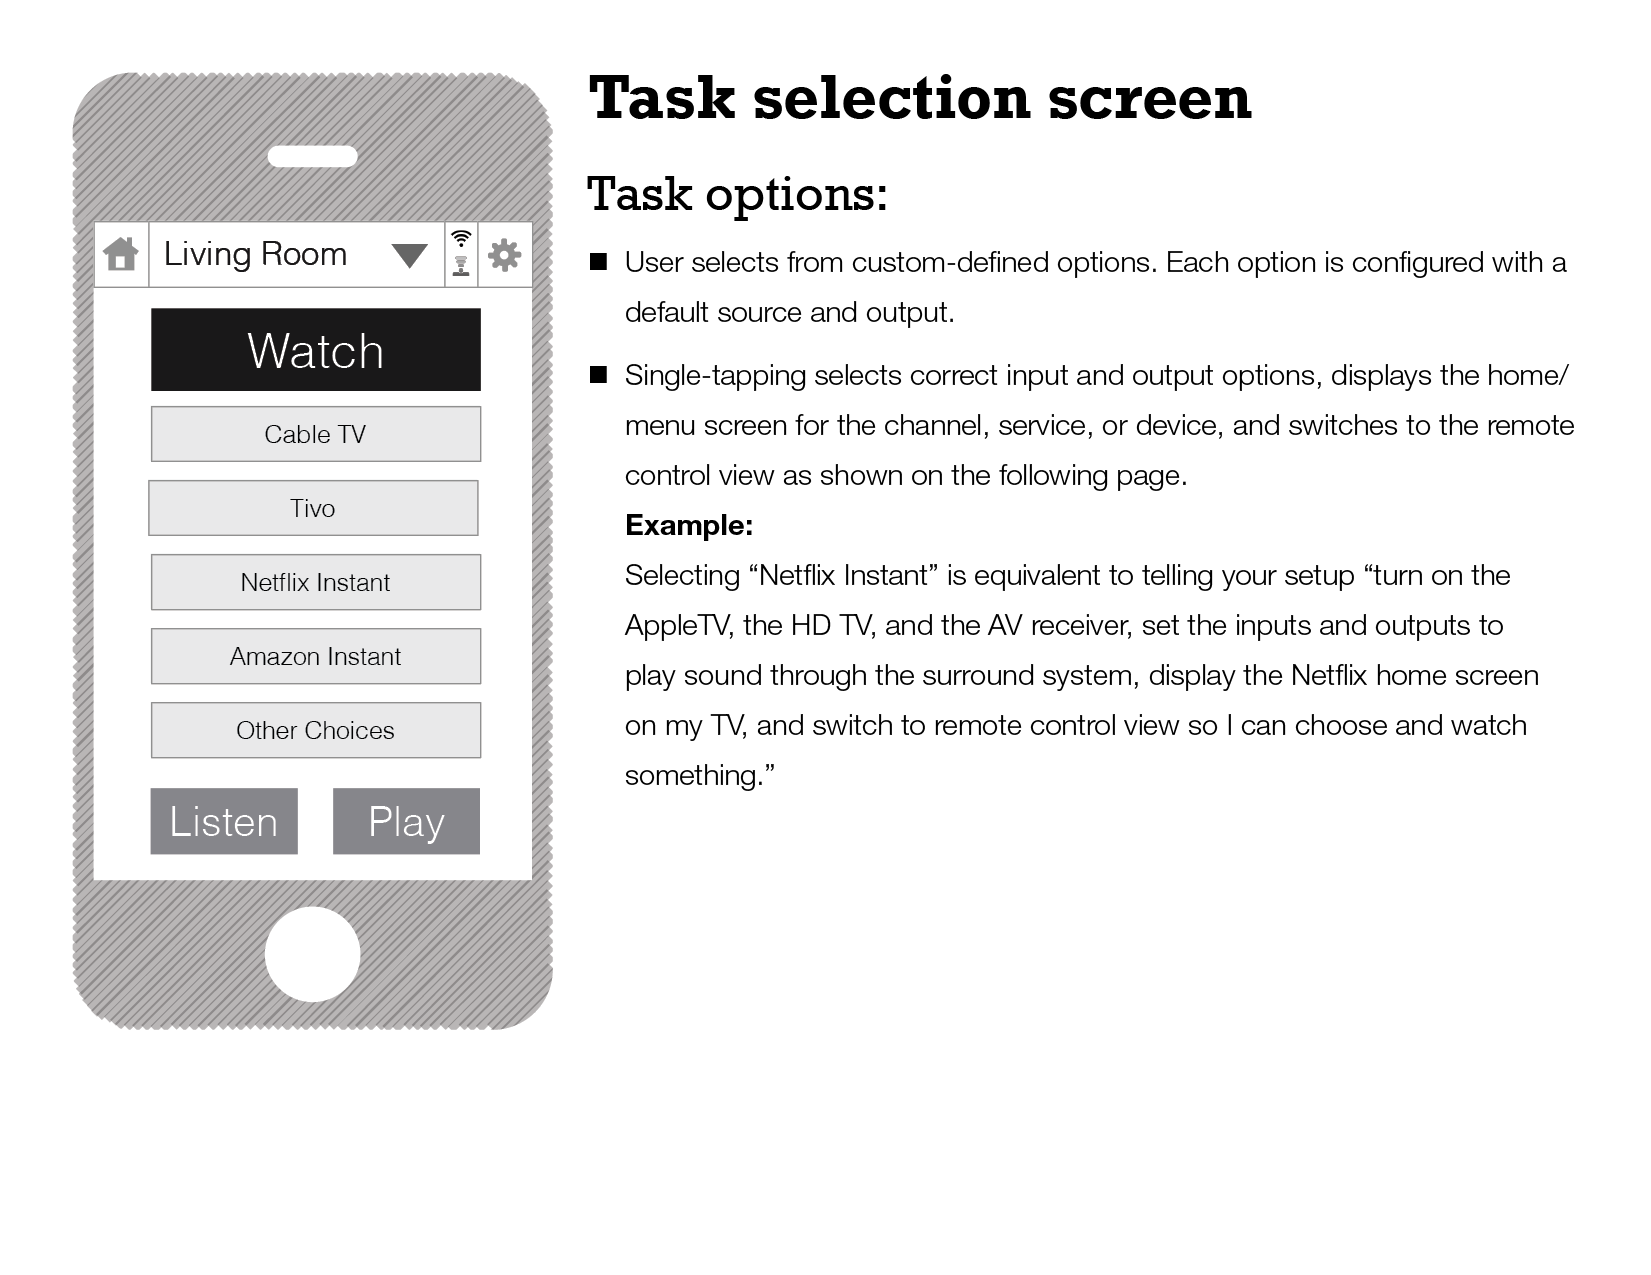 Task selection screen
Task options:
■ User selects from custom-defined options. Each option is configured with a
default source and output.
■ Single-tapping selects correct input and output options, displays the home/
menu screen for the channel, service, or device, and switches to the remote
control view as shown on the following page.
Example:
Selecting “Netflix Instant” is equivalent to telling your setup “turn on the
AppleTV, the HD TV, and the AV receiver, set the inputs and outputs to
play sound through the surround system, display the Netflix home screen
on my TV, and switch to remote control view so I can choose and watch
something.”
Living Room
Watch
Cable TV
Tivo
Netflix Instant
Amazon Instant
Other Choices
Listen
Play